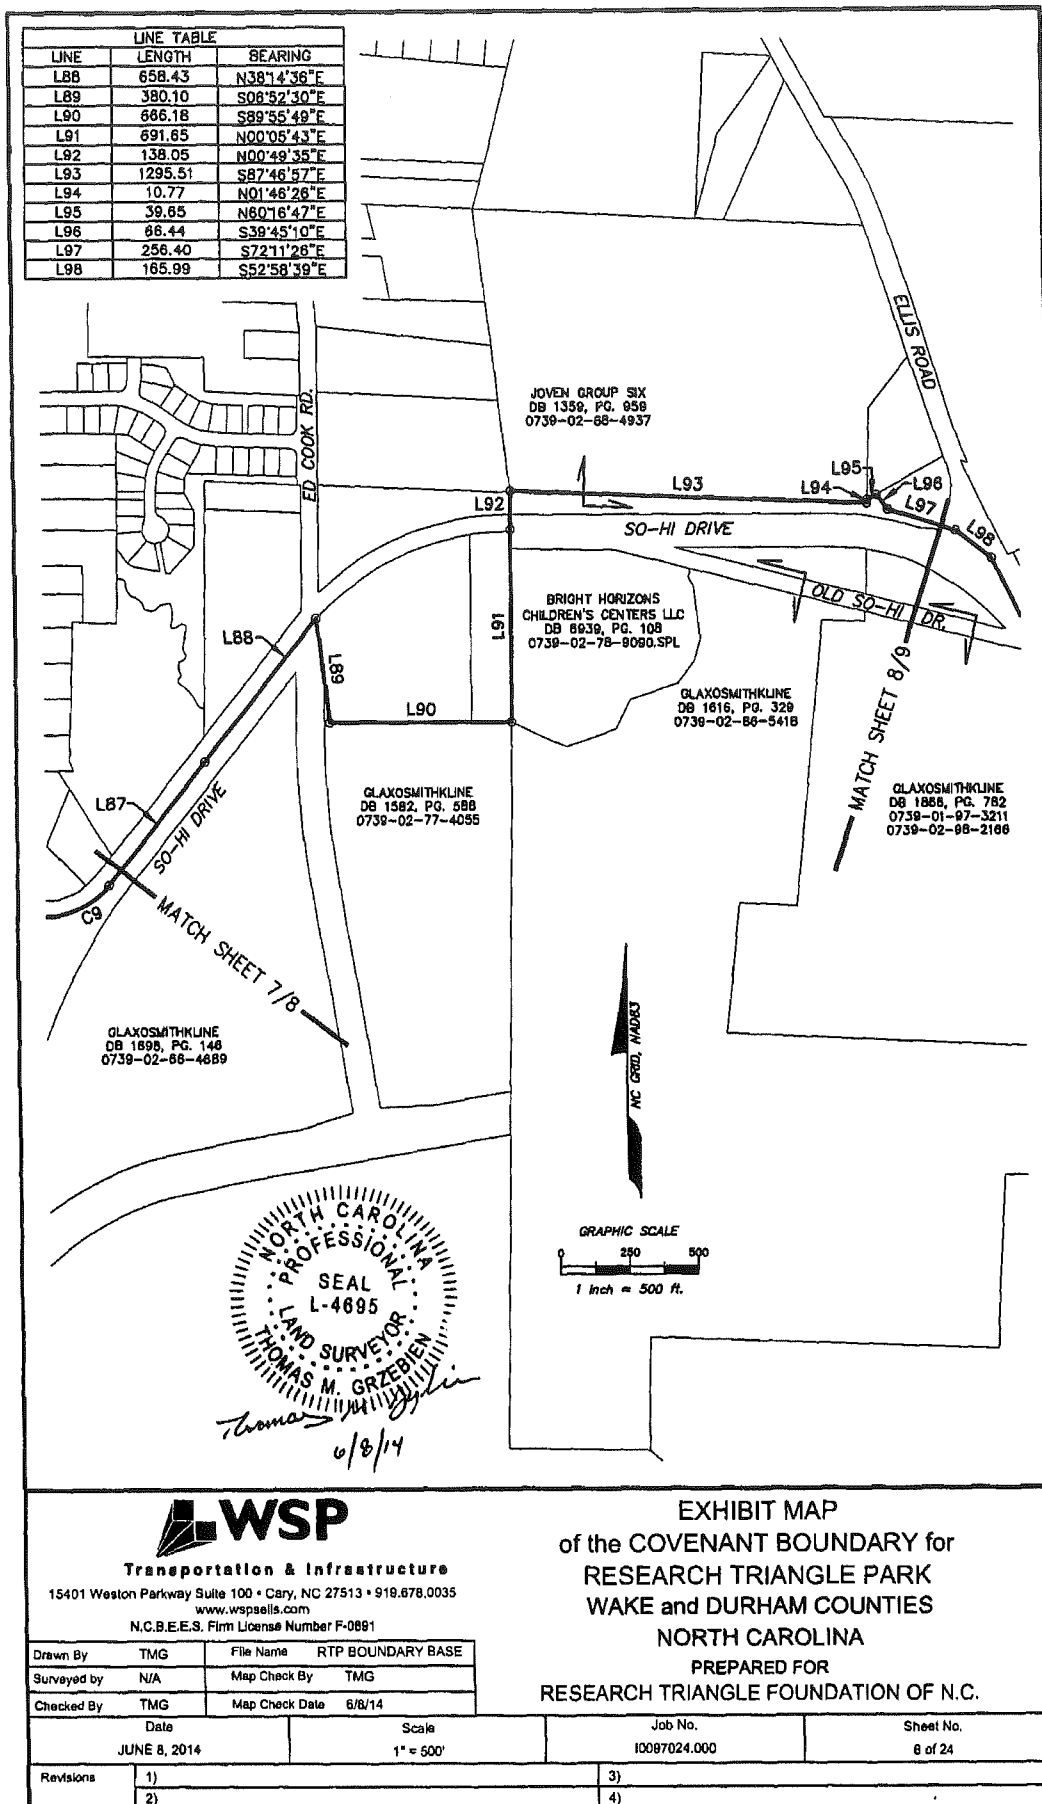 LINE TABLE
LINE LENGTH BEARING
L88 658.43 N38°14'36"E
L89 380.10 S06°52'30"E
L90 666.18 S89°55'49"E
L91 691.65 N00°05'43"E
L92 138.05 N00°49'35"E
L93 1295.51 S87°46'57"E
L94 10.77 N01°46'26"E
L95 39.65 N60°16'47"E
L96 66.44 S39°45'10"E
L97 256.40 S72°11'26"E
L98 165.99 S52°58'39"E
ELLIS ROAD
ED COOK RD.
JOVEN GROUP SIX
DB 1359, PG. 959
0739-02-68-4937
L92
L93
L94
L95
L96
L97
L98
SO-HI DRIVE
OLD SO-HI DR.
BRIGHT HORIZONS
CHILDREN'S CENTERS LLC
DB 6939, PG. 108
0739-02-78-9090.SPL
L91
L88
L89
L90
GLAXOSMITHKLINE
DB 1616, PG. 329
0739-02-86-5418
MATCH SHEET 8/9
GLAXOSMITHKLINE
DB 1582, PG. 588
0739-02-77-4055
GLAXOSMITHKLINE
DB 1866, PG. 782
0739-01-97-3211
0739-02-98-2166
L87
SO-HI DRIVE
C9
MATCH SHEET 7/8
GLAXOSMITHKLINE
DB 1698, PG. 146
0739-02-66-4689
NC GRID, NAD83
NORTH CAROLINA
PROFESSIONAL
SEAL
L-4695
LAND SURVEYOR
THOMAS M. GRZEBIEN
6/8/14
GRAPHIC SCALE
0 250 500
1 inch = 500 ft.
WSP
Transportation & Infrastructure
15401 Weston Parkway Suite 100 • Cary, NC 27513 • 919.678.0035
www.wspsells.com
N.C.B.E.E.S. Firm License Number F-0891
EXHIBIT MAP
of the COVENANT BOUNDARY for
RESEARCH TRIANGLE PARK
WAKE and DURHAM COUNTIES
NORTH CAROLINA
PREPARED FOR
RESEARCH TRIANGLE FOUNDATION OF N.C.
Drawn By TMG File Name RTP BOUNDARY BASE
Surveyed by N/A Map Check By TMG
Checked By TMG Map Check Date 6/8/14
Date Scale Job No. Sheet No.
JUNE 8, 2014 1" = 500' 10097024.000 8 of 24
Revisions 1) 3)
2) 4)